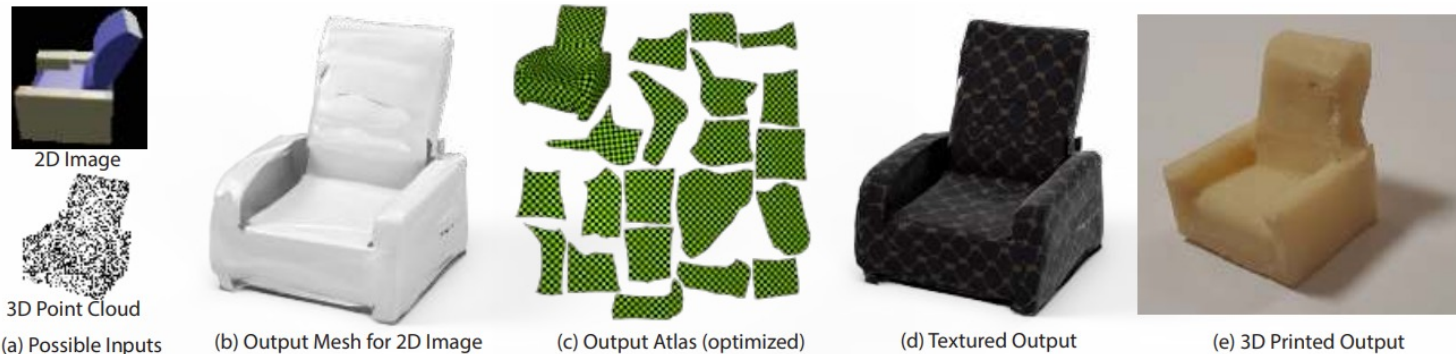 2D Image
3D Point Cloud
(a) Possible Inputs
(b) Output Mesh for 2D Image
(c) Output Atlas (optimized)
(d) Textured Output
(e) 3D Printed Output